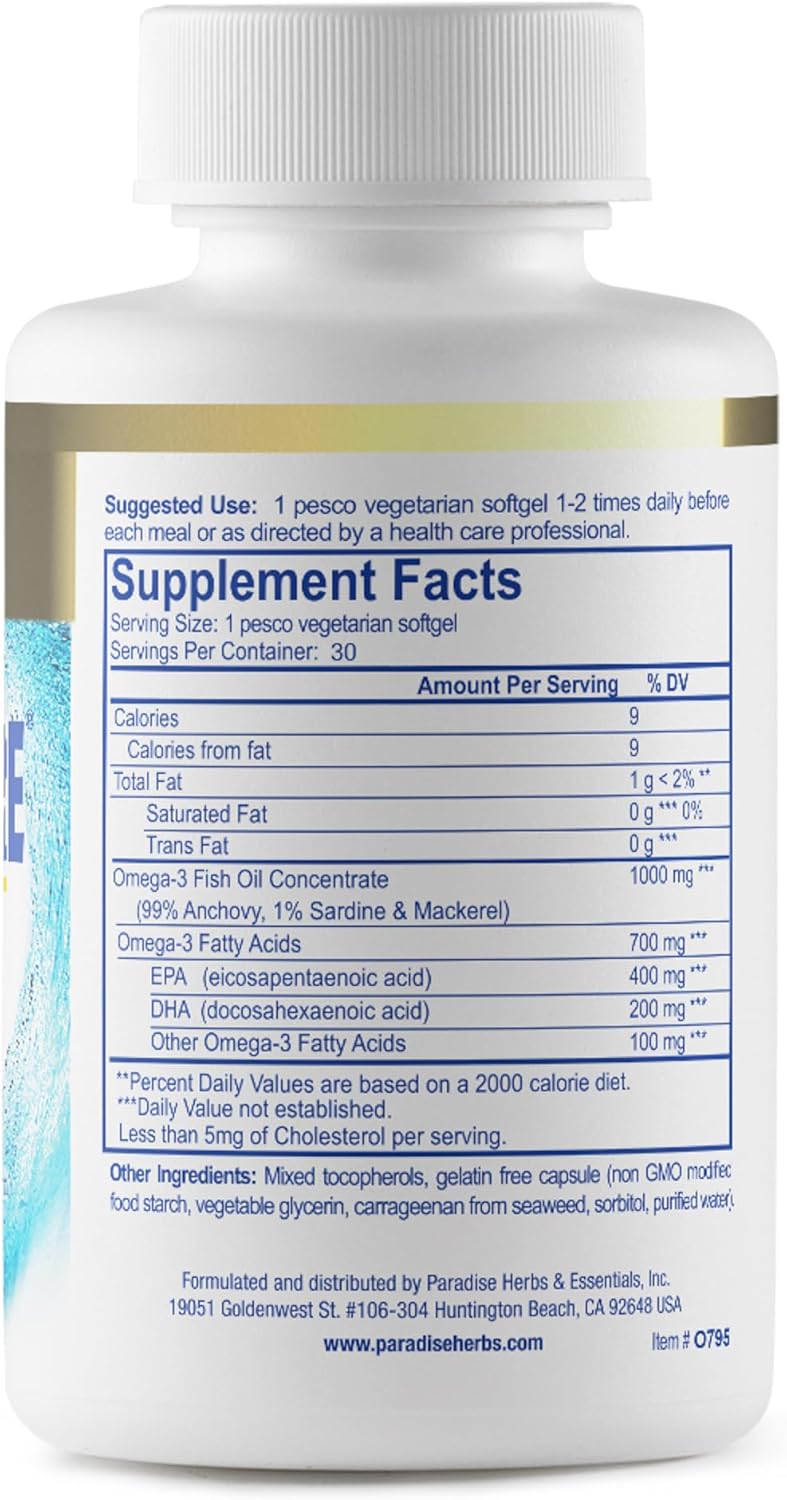 Suggested Use: 1 pesco vegetarian softgel 1-2 times daily before
each meal or as directed by a health care professional.
Supplement Facts
Serving Size: 1 pesco vegetarian softgel
Servings Per Container: 30
Amount Per Serving % DV
Calories 9
Calories from fat 9
Total Fat 1 g < 2% **
Saturated Fat 0 g *** 0%
Trans Fat 0 g ***
Omega-3 Fish Oil Concentrate 1000 mg ***
(99% Anchovy, 1% Sardine & Mackerel)
Omega-3 Fatty Acids 700 mg ***
EPA (eicosapentaenoic acid) 400 mg ***
DHA (docosahexaenoic acid) 200 mg ***
Other Omega-3 Fatty Acids 100 mg ***
**Percent Daily Values are based on a 2000 calorie diet.
***Daily Value not established.
Less than 5mg of Cholesterol per serving.
Other Ingredients: Mixed tocopherols, gelatin free capsule (non GMO modified
food starch, vegetable glycerin, carrageenan from seaweed, sorbitol, purified water).
Formulated and distributed by Paradise Herbs & Essentials, Inc.
19051 Goldenwest St. #106-304 Huntington Beach, CA 92648 USA
www.paradiseherbs.com Item # O795